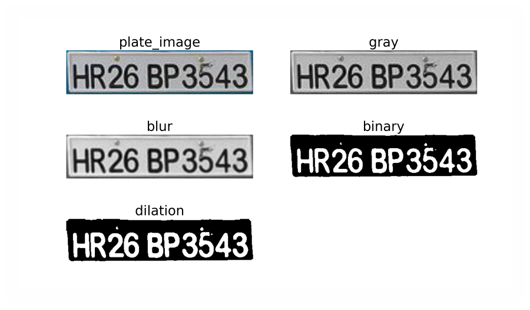 plate_image
HR26 BP3543
gray
HR26 BP3543
blur
HR26 BP3543
binary
HR26 BP3543
dilation
HR26 BP3543